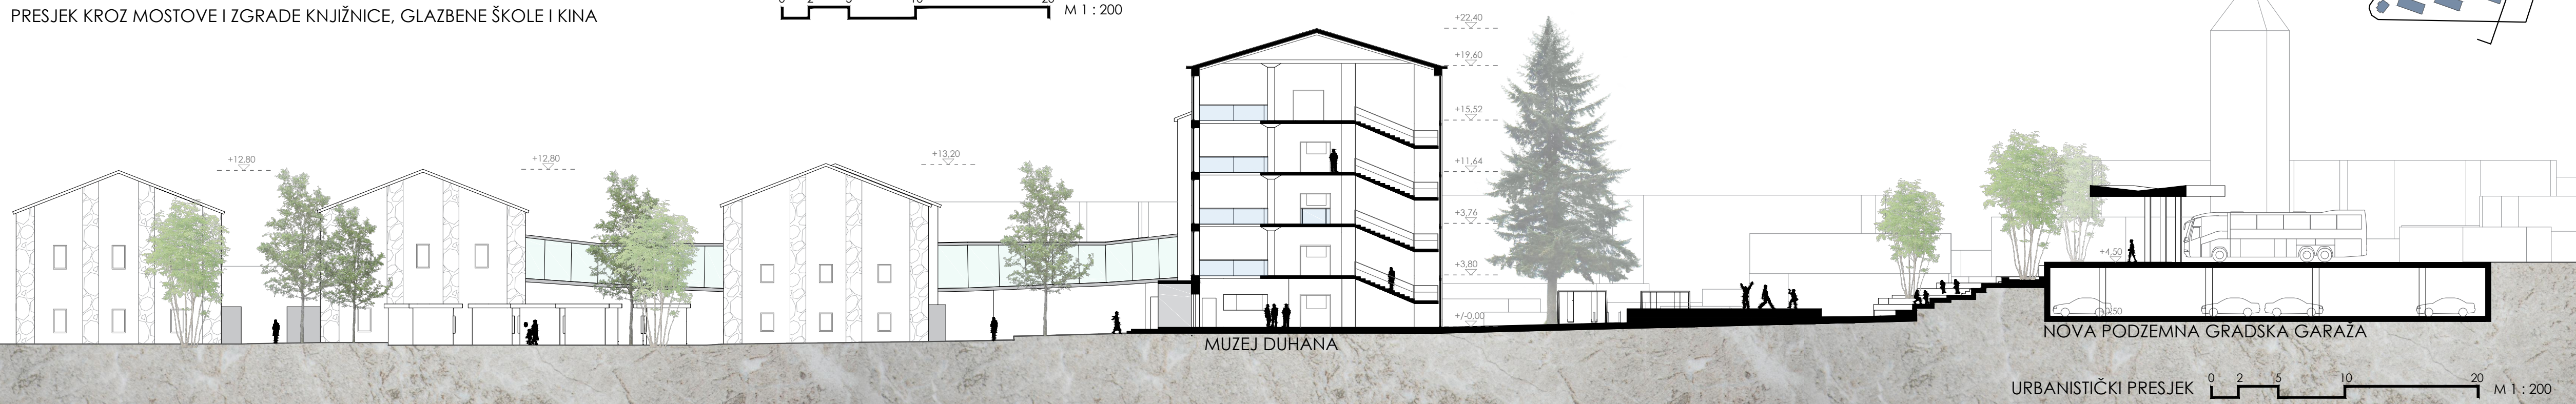 PRESJEK KROZ MOSTOVE I ZGRADE KNJIŽNICE, GLAZBENE ŠKOLE I KINA
M 1 : 200
+22,40
+19,60
+15,52
+12,80
+12,80
+13,20
+11,64
+3,76
+3,80
+4,50
+/-0,00
MUZEJ DUHANA
NOVA PODZEMNA GRADSKA GARAŽA
URBANISTIČKI PRESJEK
0 2 5 10 20
M 1 : 200